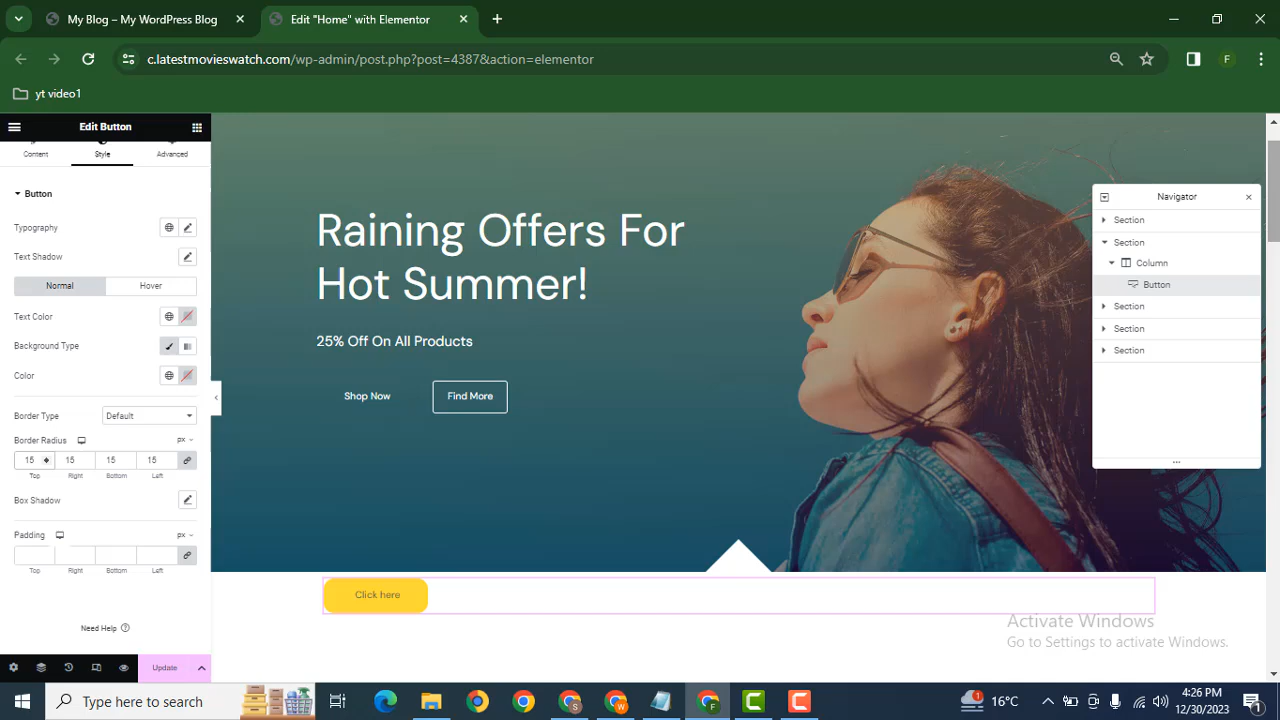 My Blog – My WordPress Blog
Edit "Home" with Elementor
c.latestmovieswatch.com/wp-admin/post.php?post=4387&action=elementor
F
yt video1
Edit Button
Content
Style
Advanced
Button
Typography
Text Shadow
Normal
Hover
Text Color
Background Type
Color
Border Type
Default
Border Radius
px
15
15
15
15
Top
Right
Bottom
Left
Box Shadow
Padding
px
Top
Right
Bottom
Left
Need Help
Update
Raining Offers For
Hot Summer!
25% Off On All Products
Shop Now
Find More
Click here
Navigator
Section
Section
Column
Button
Section
Section
Section
Activate Windows
Go to Settings to activate Windows.
Type here to search
S
W
F
C
C
1
16°C
4:26 PM
12/30/2023
1